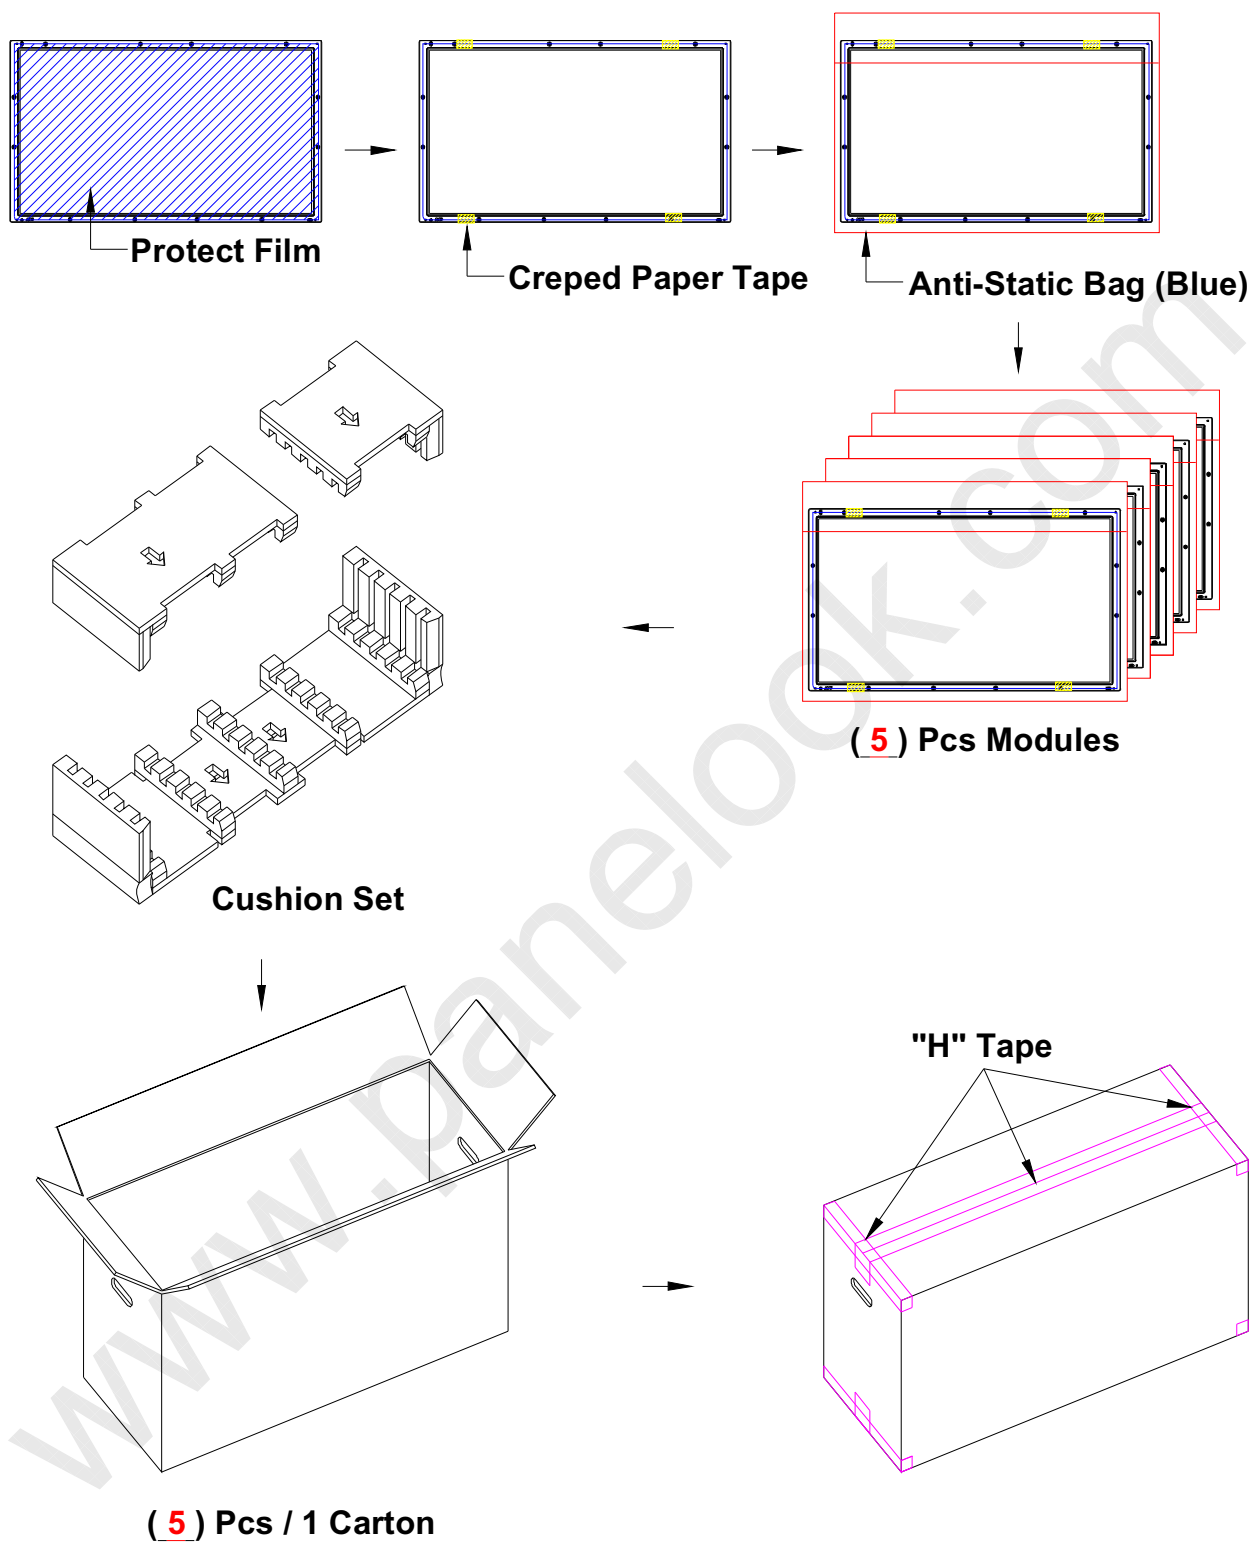 Protect Film
Creped Paper Tape
Anti-Static Bag (Blue)
( 5 ) Pcs Modules
Cushion Set
"H" Tape
( 5 ) Pcs / 1 Carton
www.panelook.com